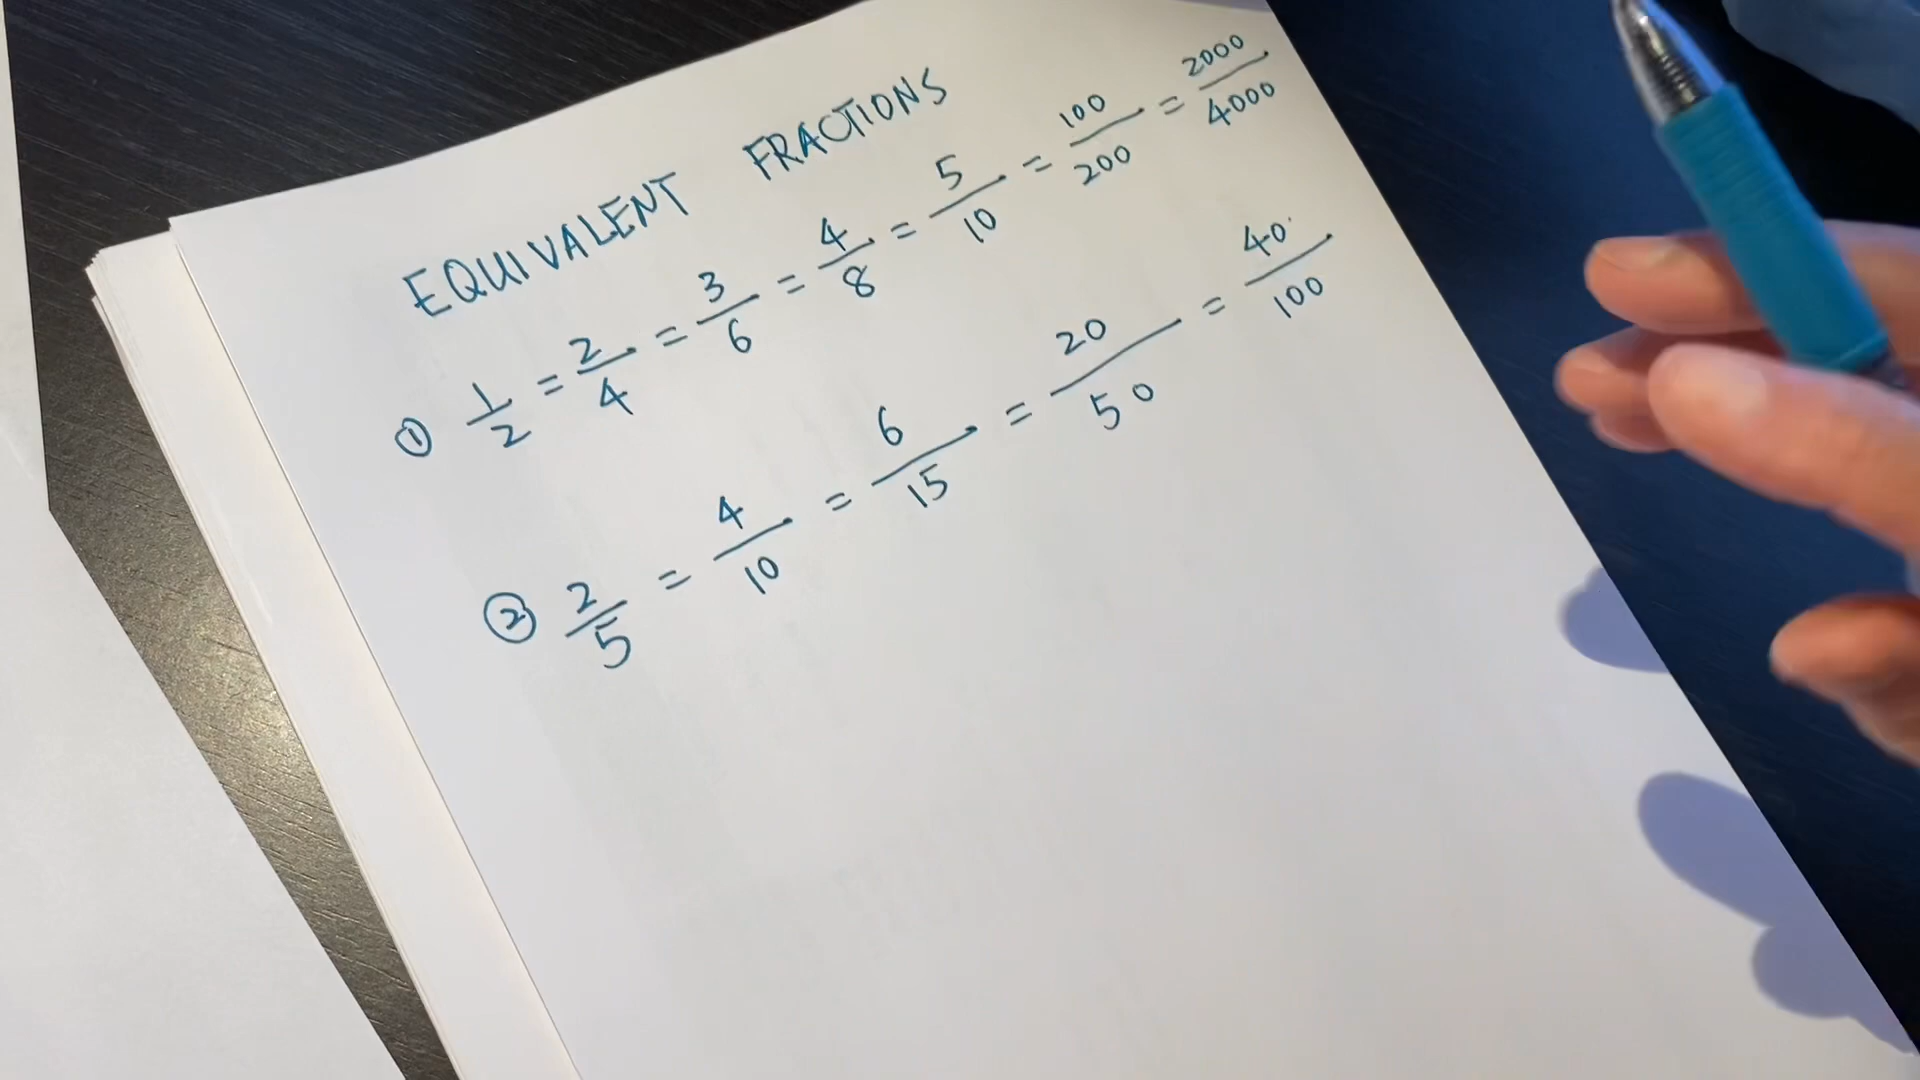 EQUIVALENT FRACTIONS
① 1/2 = 2/4 = 3/6 = 4/8 = 5/10 = 100/200 = 2000/4000
② 2/5 = 4/10 = 6/15 = 20/50 = 40/100